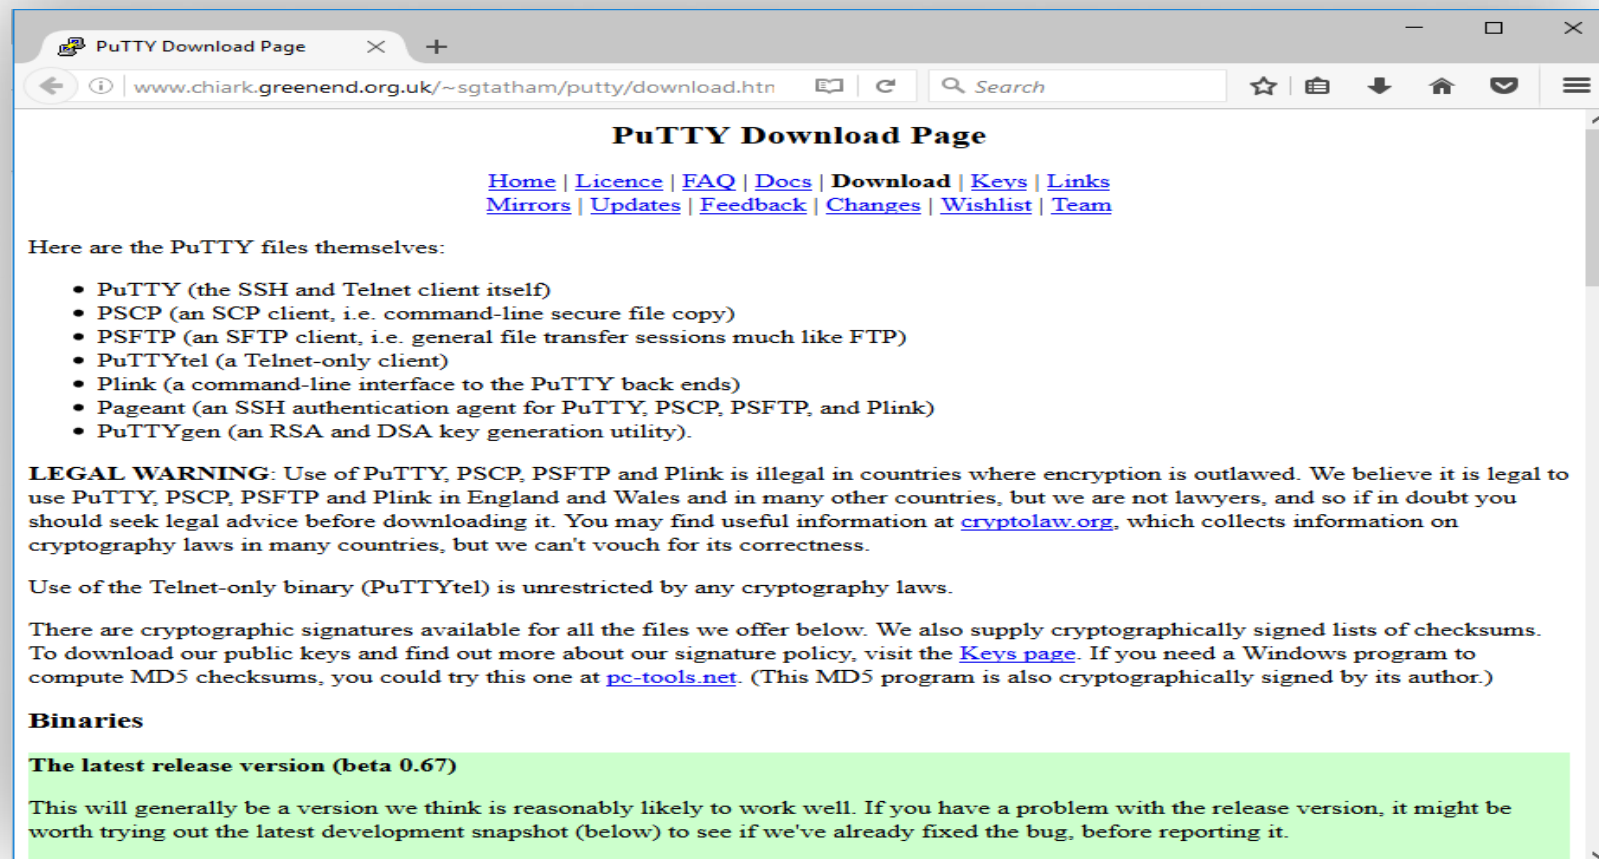 PuTTY Download Page
www.chiark.greenend.org.uk/~sgtatham/putty/download.htn
Search
PuTTY Download Page
Home | Licence | FAQ | Docs | Download | Keys | Links
Mirrors | Updates | Feedback | Changes | Wishlist | Team
Here are the PuTTY files themselves:
• PuTTY (the SSH and Telnet client itself)
• PSCP (an SCP client, i.e. command-line secure file copy)
• PSFTP (an SFTP client, i.e. general file transfer sessions much like FTP)
• PuTTYtel (a Telnet-only client)
• Plink (a command-line interface to the PuTTY back ends)
• Pageant (an SSH authentication agent for PuTTY, PSCP, PSFTP, and Plink)
• PuTTYgen (an RSA and DSA key generation utility).
LEGAL WARNING: Use of PuTTY, PSCP, PSFTP and Plink is illegal in countries where encryption is outlawed. We believe it is legal to
use PuTTY, PSCP, PSFTP and Plink in England and Wales and in many other countries, but we are not lawyers, and so if in doubt you
should seek legal advice before downloading it. You may find useful information at cryptolaw.org, which collects information on
cryptography laws in many countries, but we can't vouch for its correctness.
Use of the Telnet-only binary (PuTTYtel) is unrestricted by any cryptography laws.
There are cryptographic signatures available for all the files we offer below. We also supply cryptographically signed lists of checksums.
To download our public keys and find out more about our signature policy, visit the Keys page. If you need a Windows program to
compute MD5 checksums, you could try this one at pc-tools.net. (This MD5 program is also cryptographically signed by its author.)
Binaries
The latest release version (beta 0.67)
This will generally be a version we think is reasonably likely to work well. If you have a problem with the release version, it might be
worth trying out the latest development snapshot (below) to see if we've already fixed the bug, before reporting it.